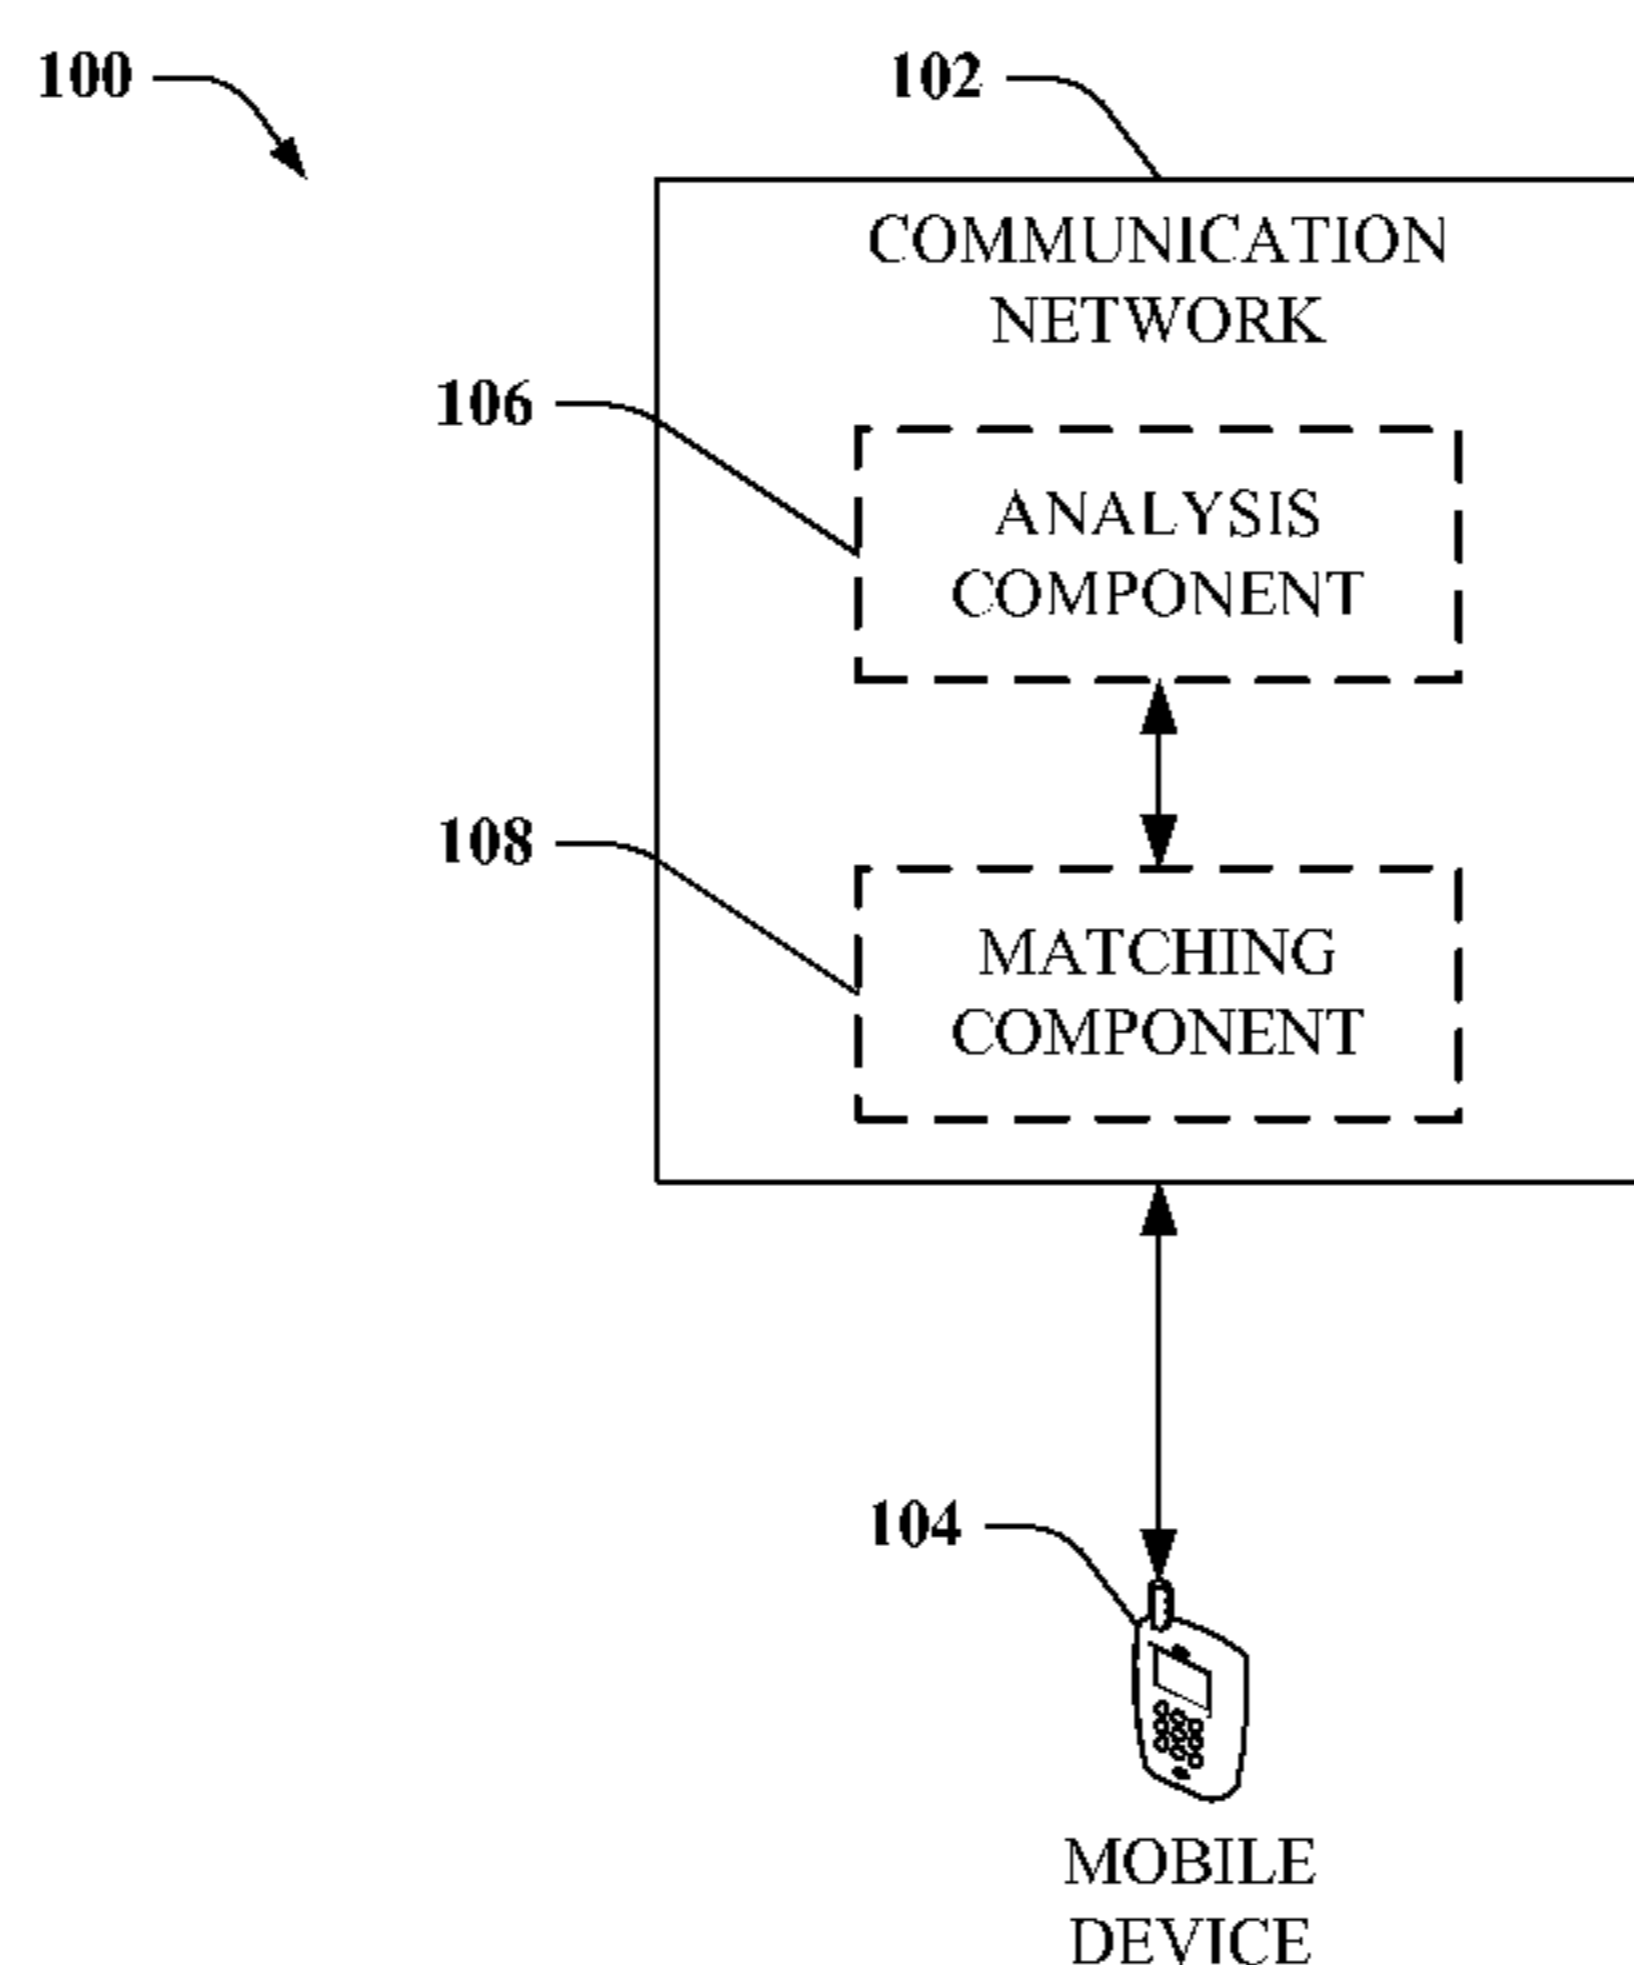 100
102
COMMUNICATION
NETWORK
106
ANALYSIS
COMPONENT
108
MATCHING
COMPONENT
104
MOBILE
DEVICE